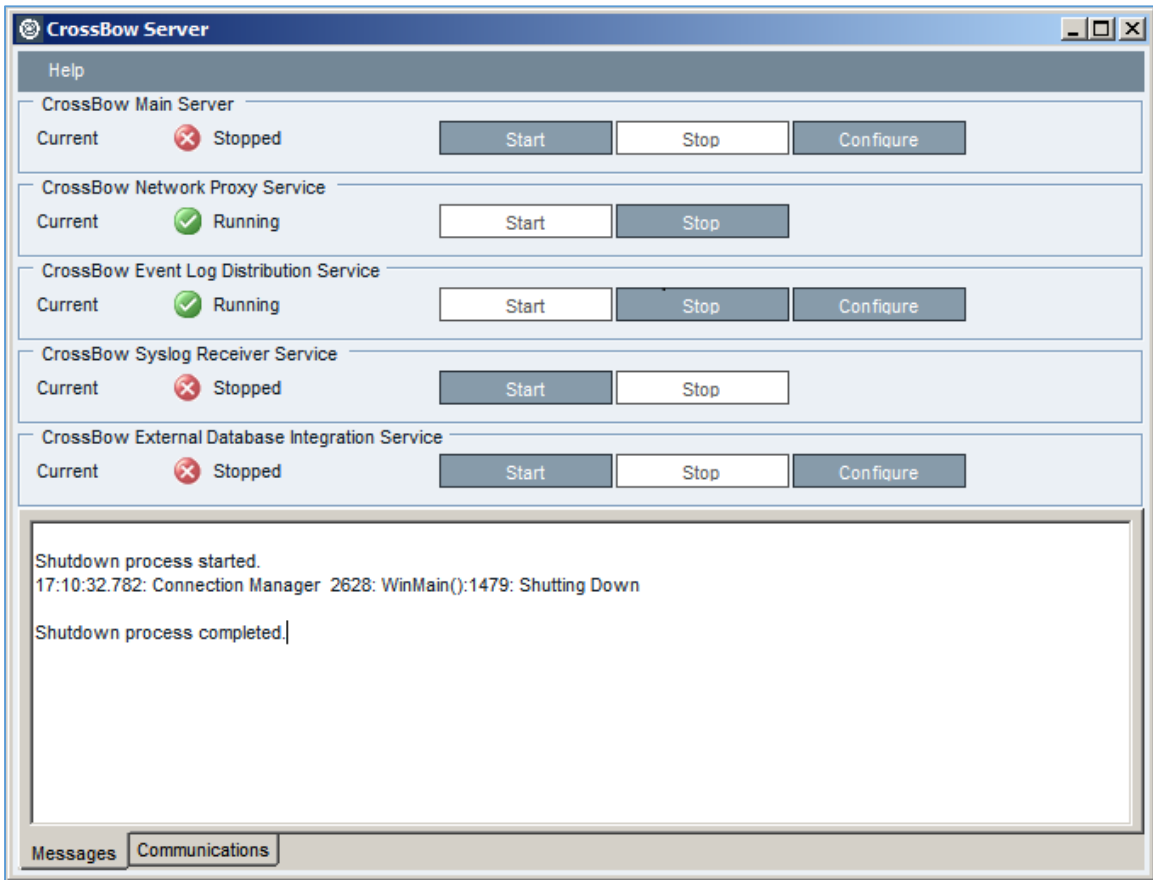 CrossBow Server
Help
CrossBow Main Server
Current Stopped Start Stop Configure
CrossBow Network Proxy Service
Current Running Start Stop
CrossBow Event Log Distribution Service
Current Running Start Stop Configure
CrossBow Syslog Receiver Service
Current Stopped Start Stop
CrossBow External Database Integration Service
Current Stopped Start Stop Configure
Shutdown process started.
17:10:32.782: Connection Manager 2628: WinMain():1479: Shutting Down
Shutdown process completed.
Messages Communications